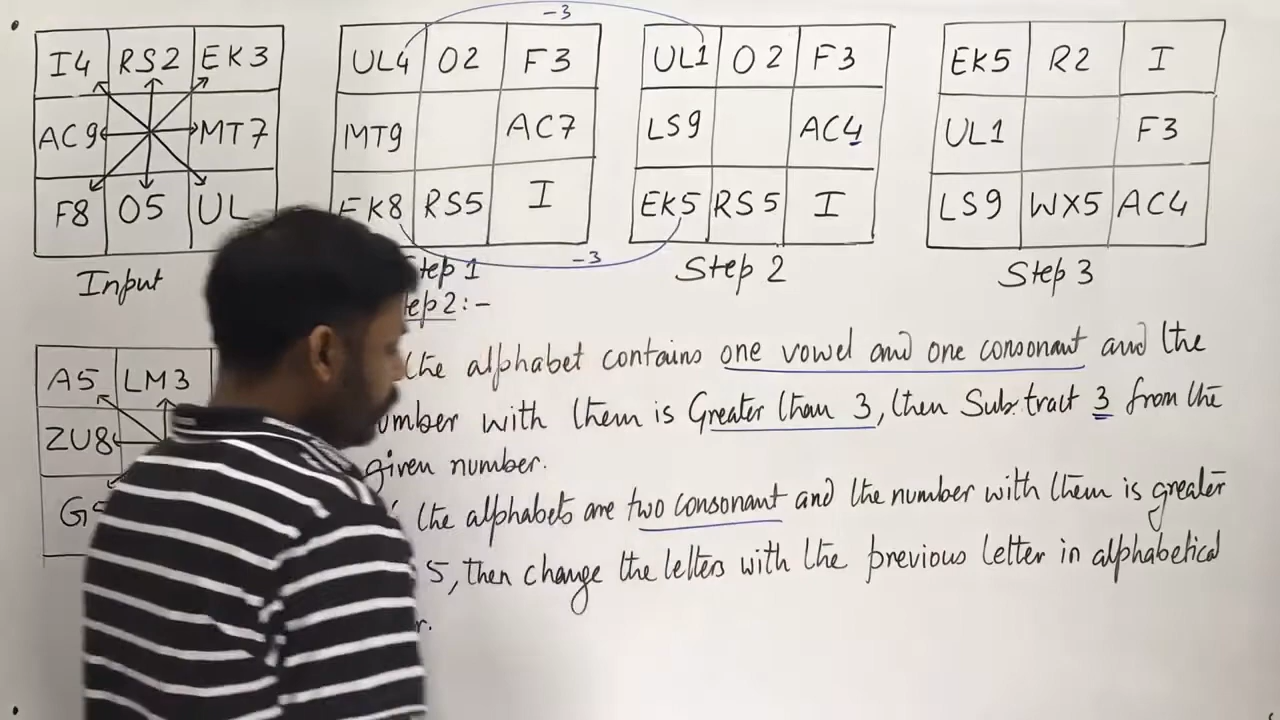 -3
I4 RS2 EK3
AC9 MT7
F8 O5 UL
Input
UL4 O2 F3
MT9 AC7
EK8 RS5 I
Step 1
-3
UL1 O2 F3
LS9 AC4
EK5 RS5 I
Step 2
EK5 R2 I
UL1 F3
LS9 WX5 AC4
Step 3
A5 LM3
ZU8
ep2:-
the alphabet contains one vowel and one consonant and the
umber with them is Greater than 3, then Subtract 3 from the
given number.
the alphabets are two consonant and the number with them is greater
5, then change the letters with the previous letter in alphabetical
r.